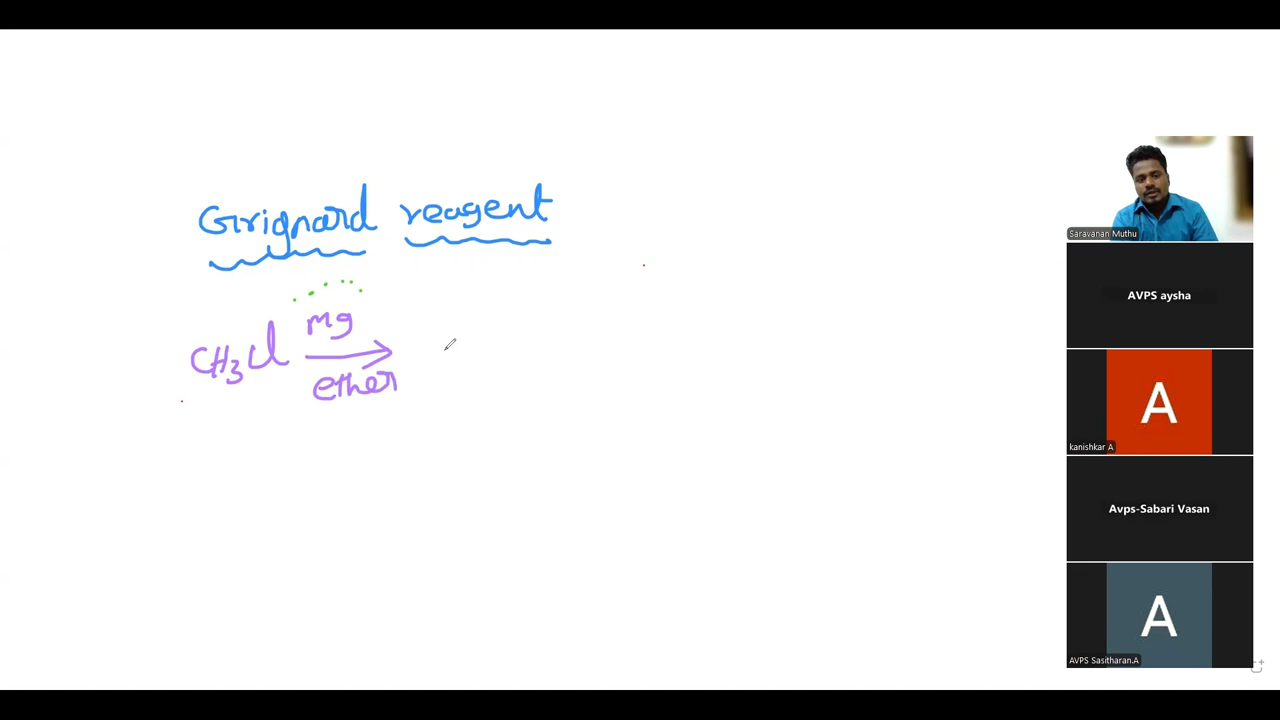 Grignard reagent
CH3Cl mg
ether
Saravanan Muthu
AVPS aysha
A
kanishkar A
Avps-Sabari Vasan
A
AVPS Sasitharan.A